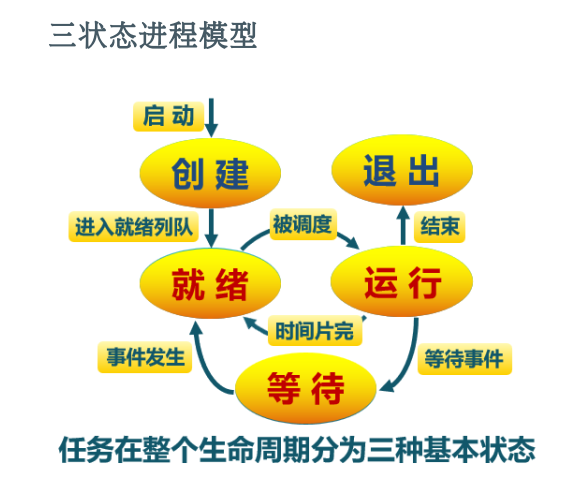 三状态进程模型
启动
创建
退出
进入就绪列队
被调度
结束
就绪
运行
时间片完
事件发生
等待事件
等待
任务在整个生命周期分为三种基本状态